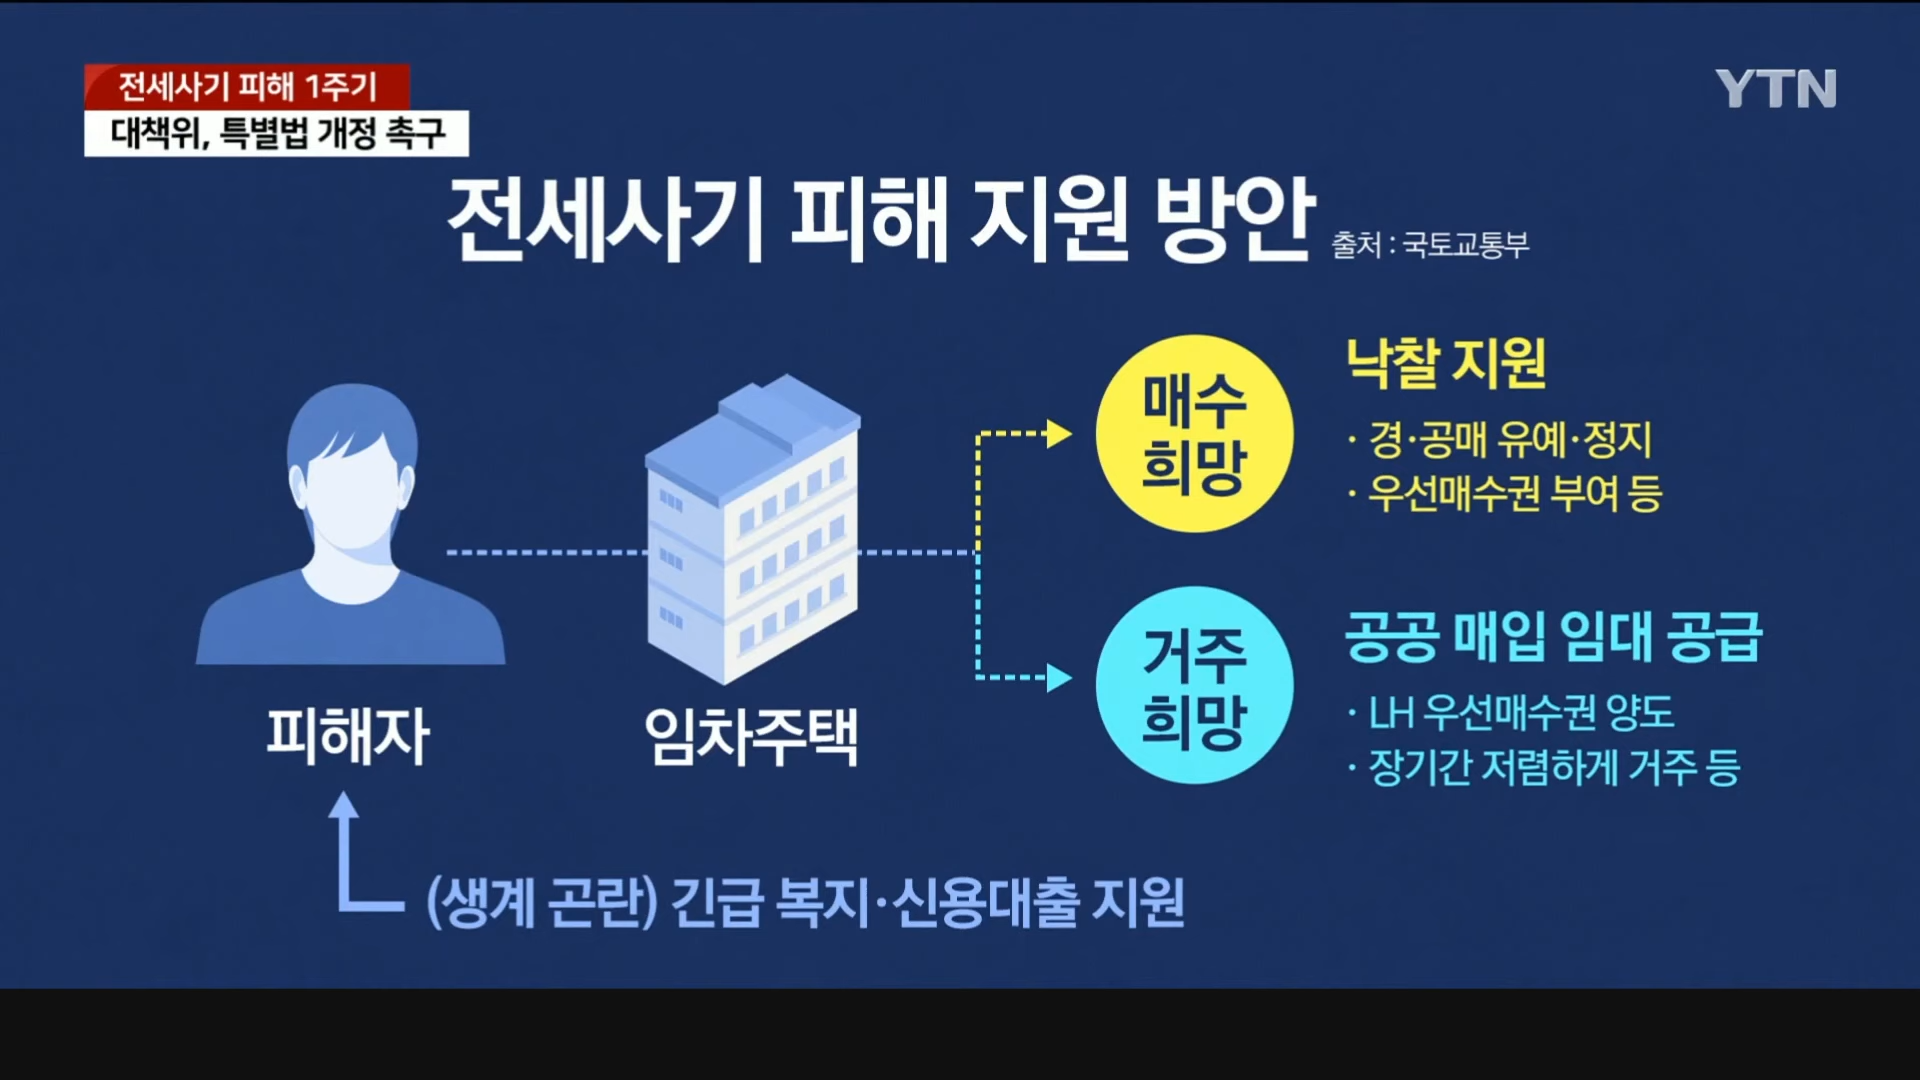 전세사기 피해 1주기
대책위, 특별법 개정 촉구
YTN
전세사기 피해 지원 방안
출처 : 국토교통부
매수
희망
낙찰 지원
· 경·공매 유예·정지
· 우선매수권 부여 등
거주
희망
공공 매입 임대 공급
· LH 우선매수권 양도
· 장기간 저렴하게 거주 등
피해자
임차주택
(생계 곤란) 긴급 복지·신용대출 지원